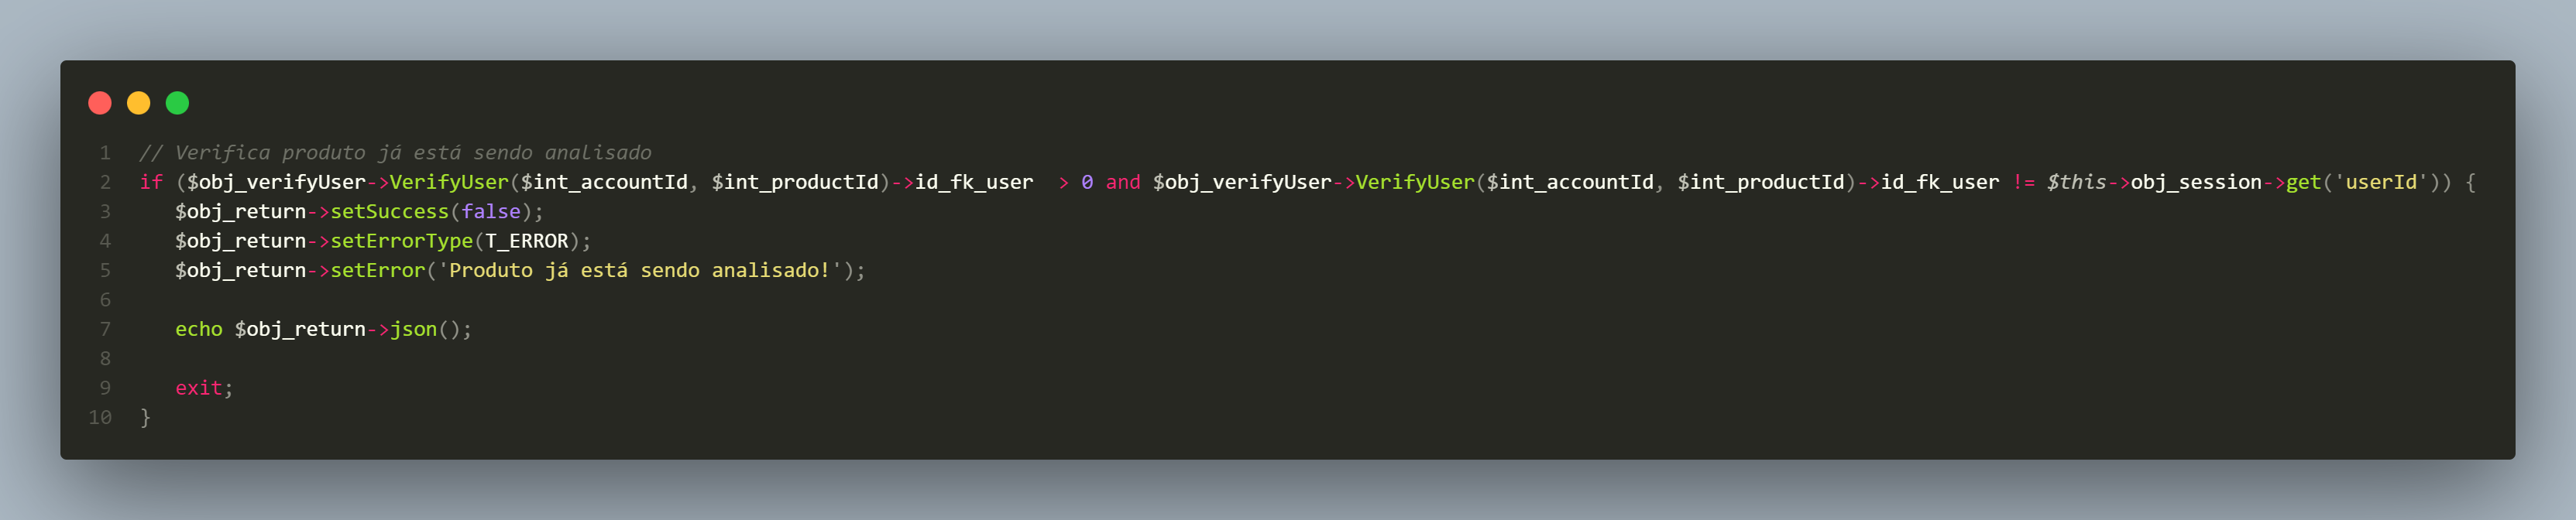 1 // Verifica produto já está sendo analisado
2 if ($obj_verifyUser->VerifyUser($int_accountId, $int_productId)->id_fk_user  > 0 and $obj_verifyUser->VerifyUser($int_accountId, $int_productId)->id_fk_user != $this->obj_session->get('userId')) {
3    $obj_return->setSuccess(false);
4    $obj_return->setErrorType(T_ERROR);
5    $obj_return->setError('Produto já está sendo analisado!');
6
7    echo $obj_return->json();
8
9    exit;
10 }